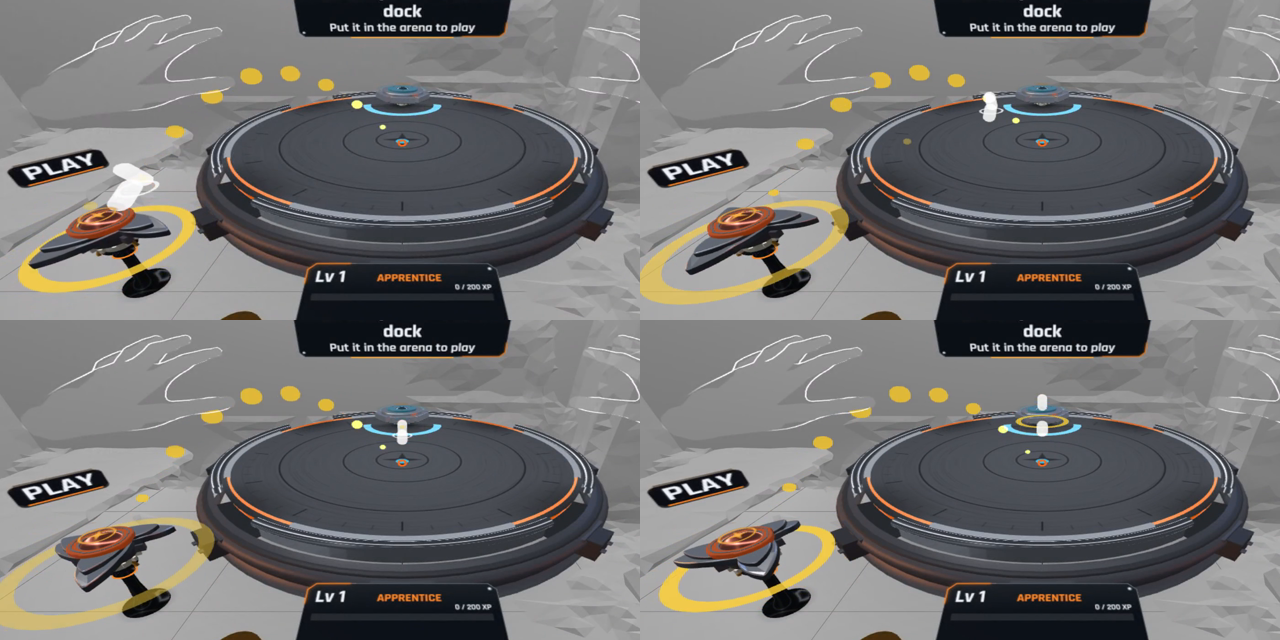 dock
Put it in the arena to play
PLAY
Lv 1 APPRENTICE
0 / 200 XP
dock
Put it in the arena to play
PLAY
Lv 1 APPRENTICE
0 / 200 XP
dock
Put it in the arena to play
PLAY
Lv 1 APPRENTICE
0 / 200 XP
dock
Put it in the arena to play
PLAY
Lv 1 APPRENTICE
0 / 200 XP